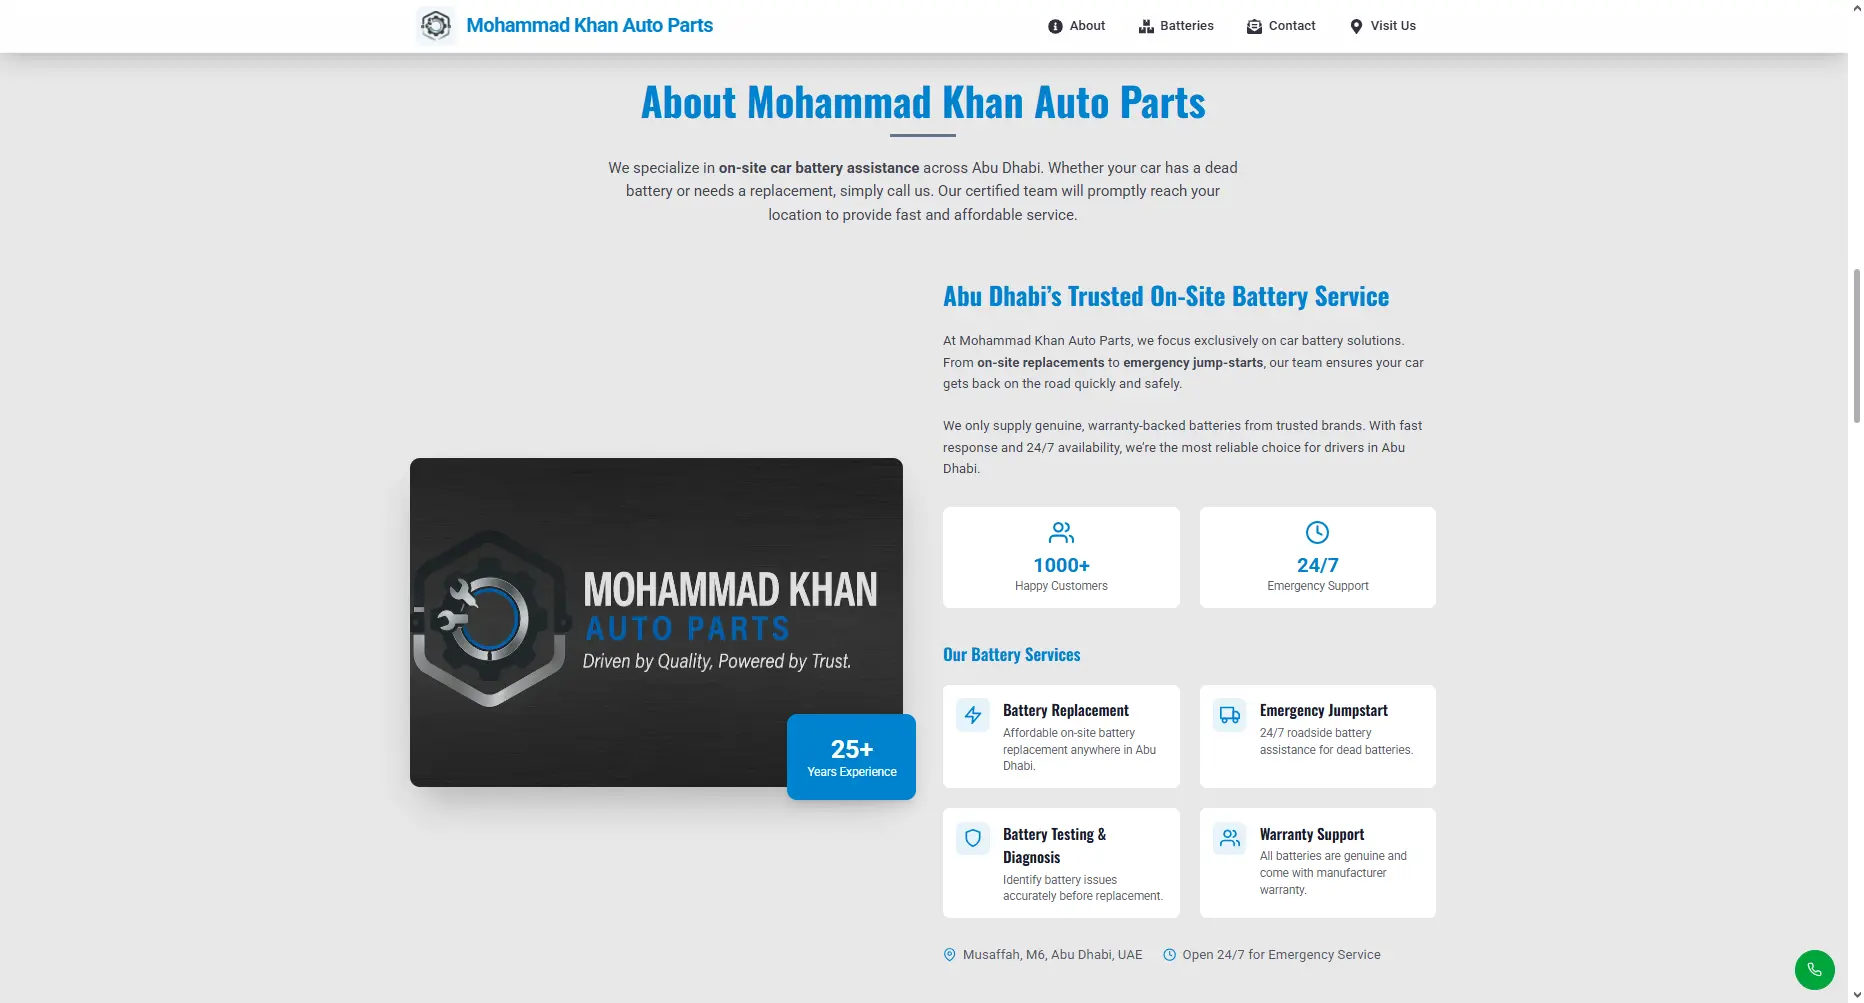 Mohammad Khan Auto Parts
About
Batteries
Contact
Visit Us
About Mohammad Khan Auto Parts
We specialize in on-site car battery assistance across Abu Dhabi. Whether your car has a dead
battery or needs a replacement, simply call us. Our certified team will promptly reach your
location to provide fast and affordable service.
MOHAMMAD KHAN
AUTO PARTS
Driven by Quality, Powered by Trust.
25+
Years Experience
Abu Dhabi’s Trusted On-Site Battery Service
At Mohammad Khan Auto Parts, we focus exclusively on car battery solutions.
From on-site replacements to emergency jump-starts, our team ensures your car
gets back on the road quickly and safely.
We only supply genuine, warranty-backed batteries from trusted brands. With fast
response and 24/7 availability, we’re the most reliable choice for drivers in Abu
Dhabi.
1000+
Happy Customers
24/7
Emergency Support
Our Battery Services
Battery Replacement
Affordable on-site battery
replacement anywhere in Abu
Dhabi.
Emergency Jumpstart
24/7 roadside battery
assistance for dead batteries.
Battery Testing &
Diagnosis
Identify battery issues
accurately before replacement.
Warranty Support
All batteries are genuine and
come with manufacturer
warranty.
Musaffah, M6, Abu Dhabi, UAE
Open 24/7 for Emergency Service